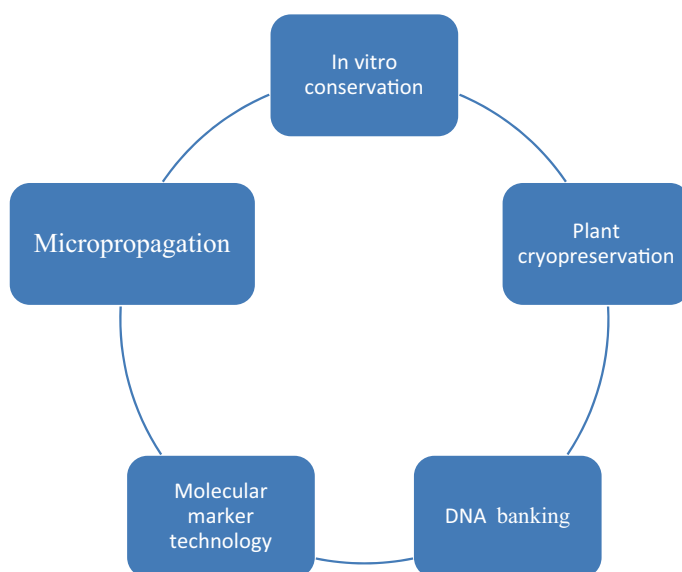 In vitro
conservation
Plant
cryopreservation
Micropropagation
Molecular
marker
technology
DNA banking